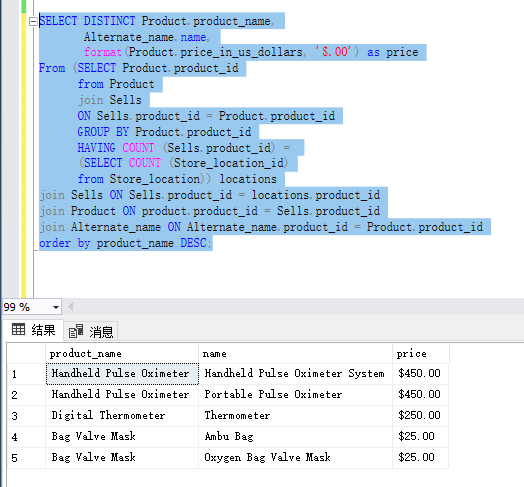 SELECT DISTINCT Product.product_name,
Alternate_name.name,
format(Product.price_in_us_dollars, '$.00') as price
From (SELECT Product.product_id
from Product
join Sells
ON Sells.product_id = Product.product_id
GROUP BY Product.product_id
HAVING COUNT (Sells.product_id) =
(SELECT COUNT (Store_location_id)
from Store_location)) locations
join Sells ON Sells.product_id = locations.product_id
join Product ON product.product_id = Sells.product_id
join Alternate_name ON Alternate_name.product_id = Product.product_id
order by product_name DESC;
99 %
结果 消息
product_name name price
1 Handheld Pulse Oximeter Handheld Pulse Oximeter System $450.00
2 Handheld Pulse Oximeter Portable Pulse Oximeter $450.00
3 Digital Thermometer Thermometer $250.00
4 Bag Valve Mask Ambu Bag $25.00
5 Bag Valve Mask Oxygen Bag Valve Mask $25.00